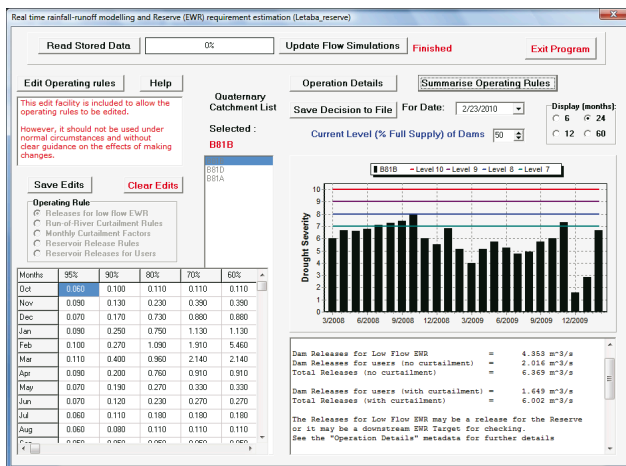 Real time rainfall-runoff modelling and Reserve (EWR) requirement estimation (Letaba_reserve)
Read Stored Data 0% Update Flow Simulations Finished Exit Program
Edit Operating rules Help
This edit facility is included to allow the
operating rules to be edited.
However, it should not be used under
normal circumstances and without
clear guidance on the effects of making
changes.
Save Edits Clear Edits
Operating Rule
Releases for low flow EWR
Run-of-River Curtailment Rules
Monthly Curtailment Factors
Reservoir Release Rules
Reservoir Releases for Users
Quaternary
Catchment List
Selected :
B81B
B81D
B81A
Operation Details Summarise Operating Rules
Save Decision to File For Date: 2/23/2010
Current Level (% Full Supply) of Dams 50
Display (months):
6 24
12 60
B81B Level 10 Level 9 Level 8 Level 7
Drought Severity
10
9
8
7
6
5
4
3
2
1
0
3/2008 6/2008 9/2008 12/2008 3/2009 6/2009 9/2009 12/2009
Months 95% 90% 80% 70% 60%
Oct 0.060 0.100 0.110 0.110 0.110
Nov 0.090 0.130 0.230 0.390 0.390
Dec 0.070 0.170 0.730 0.880 0.880
Jan 0.090 0.250 0.750 1.130 1.130
Feb 0.100 0.270 1.090 1.910 5.460
Mar 0.110 0.400 0.960 2.140 2.140
Apr 0.090 0.200 0.760 0.910 0.910
May 0.070 0.190 0.270 0.330 0.330
Jun 0.070 0.120 0.230 0.270 0.270
Jul 0.060 0.110 0.180 0.180 0.180
Aug 0.060 0.080 0.110 0.110 0.110
Dam Releases for Low Flow EWR = 4.353 m^3/s
Dam Releases for users (no curtailment) = 2.016 m^3/s
Total Releases (no curtailment) = 6.369 m^3/s
Dam Releases for users (with curtailment) = 1.649 m^3/s
Total Releases (with curtailment) = 6.002 m^3/s
The Releases for Low Flow EWR may be a release for the Reserve
or it may be a downstream EWR Target for checking.
See the "Operation Details" metadata for further details